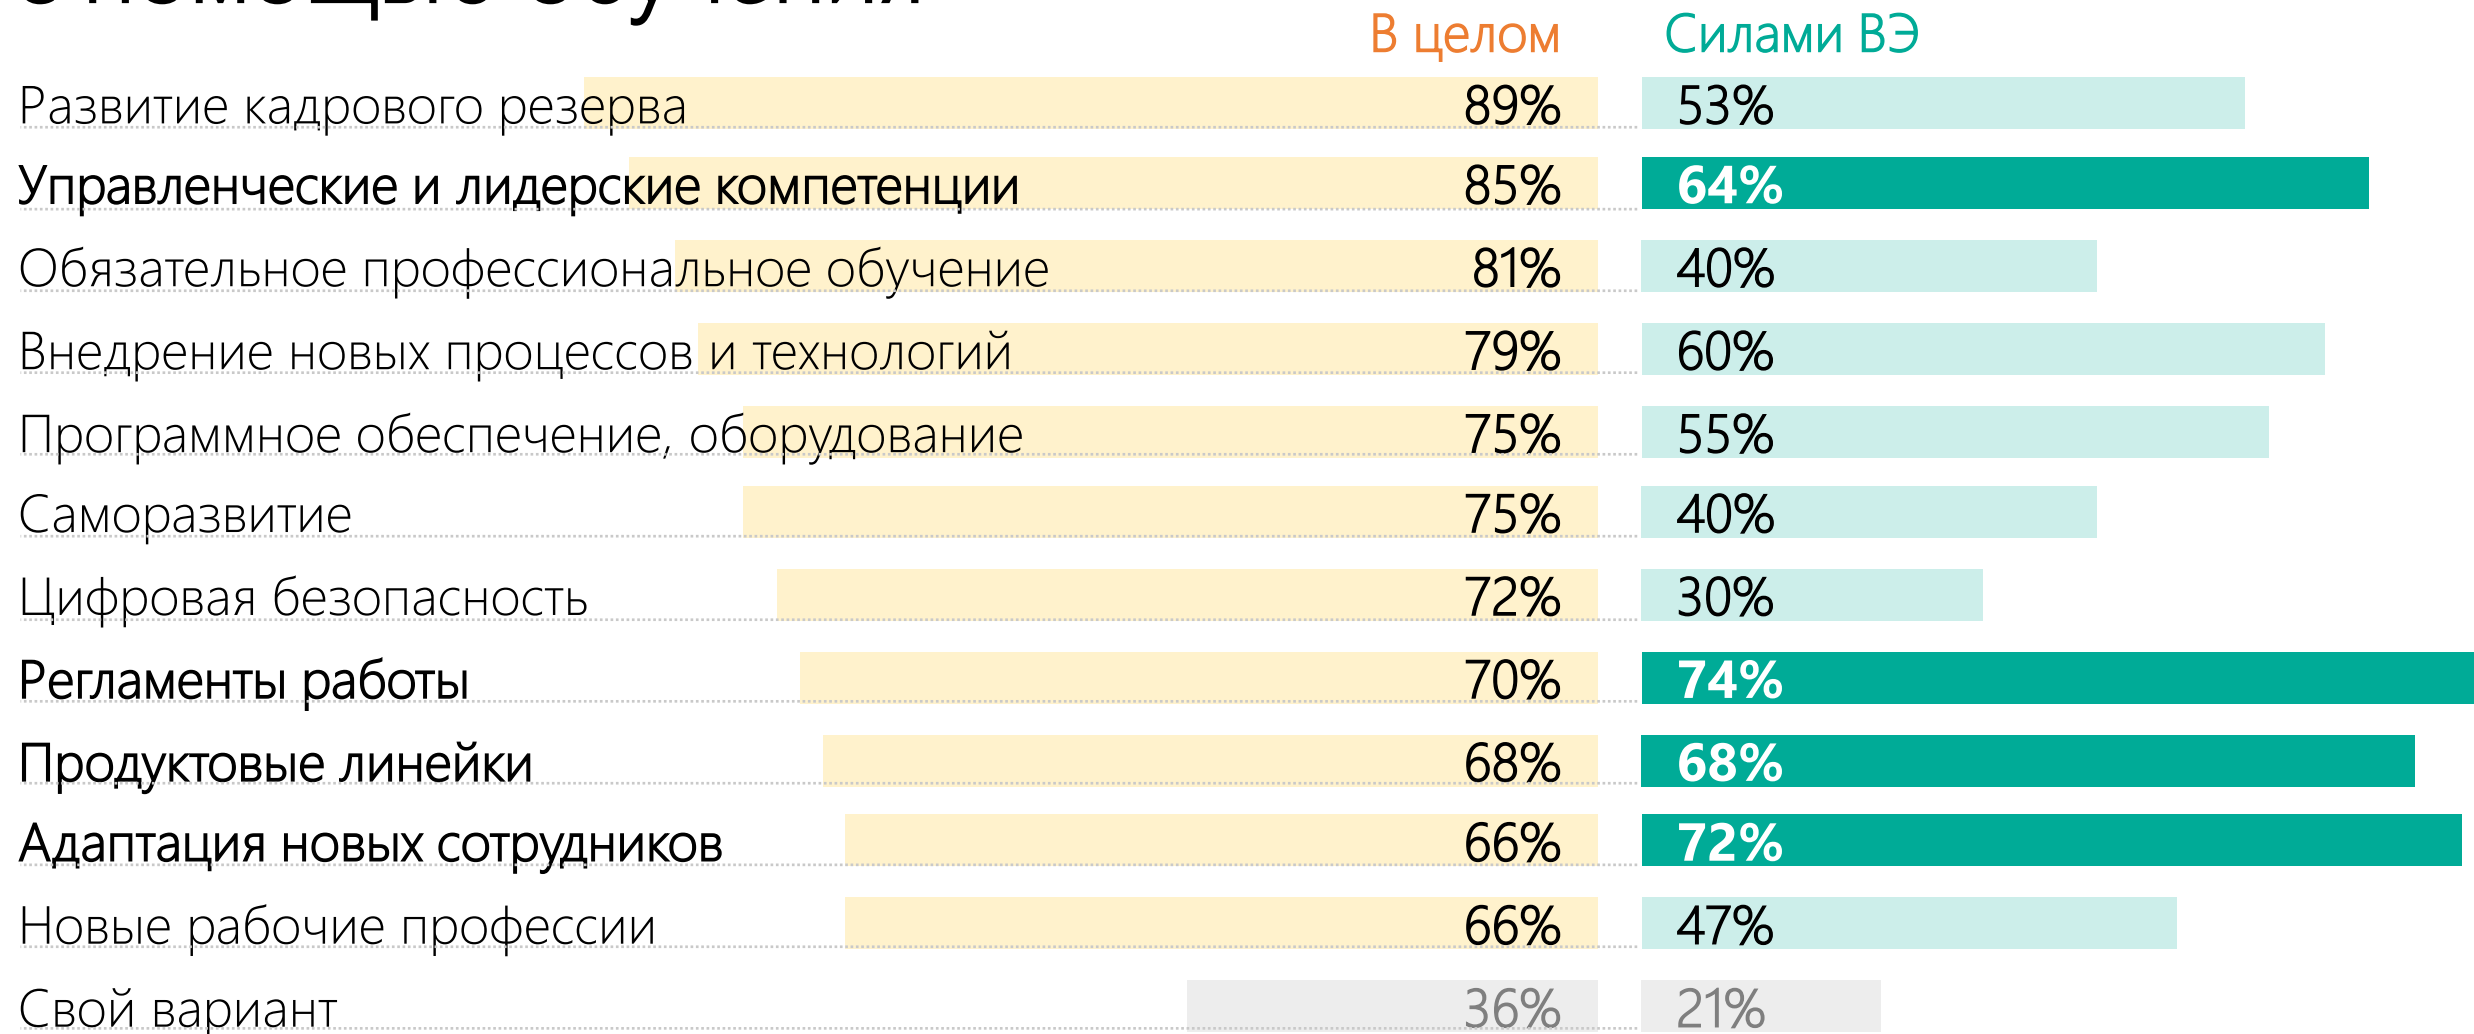 с помощью обучения
В целом Силами ВЭ
Развитие кадрового резерва 89% 53%
Управленческие и лидерские компетенции 85% 64%
Обязательное профессиональное обучение 81% 40%
Внедрение новых процессов и технологий 79% 60%
Программное обеспечение, оборудование 75% 55%
Саморазвитие 75% 40%
Цифровая безопасность 72% 30%
Регламенты работы 70% 74%
Продуктовые линейки 68% 68%
Адаптация новых сотрудников 66% 72%
Новые рабочие профессии 66% 47%
Свой вариант 36% 21%